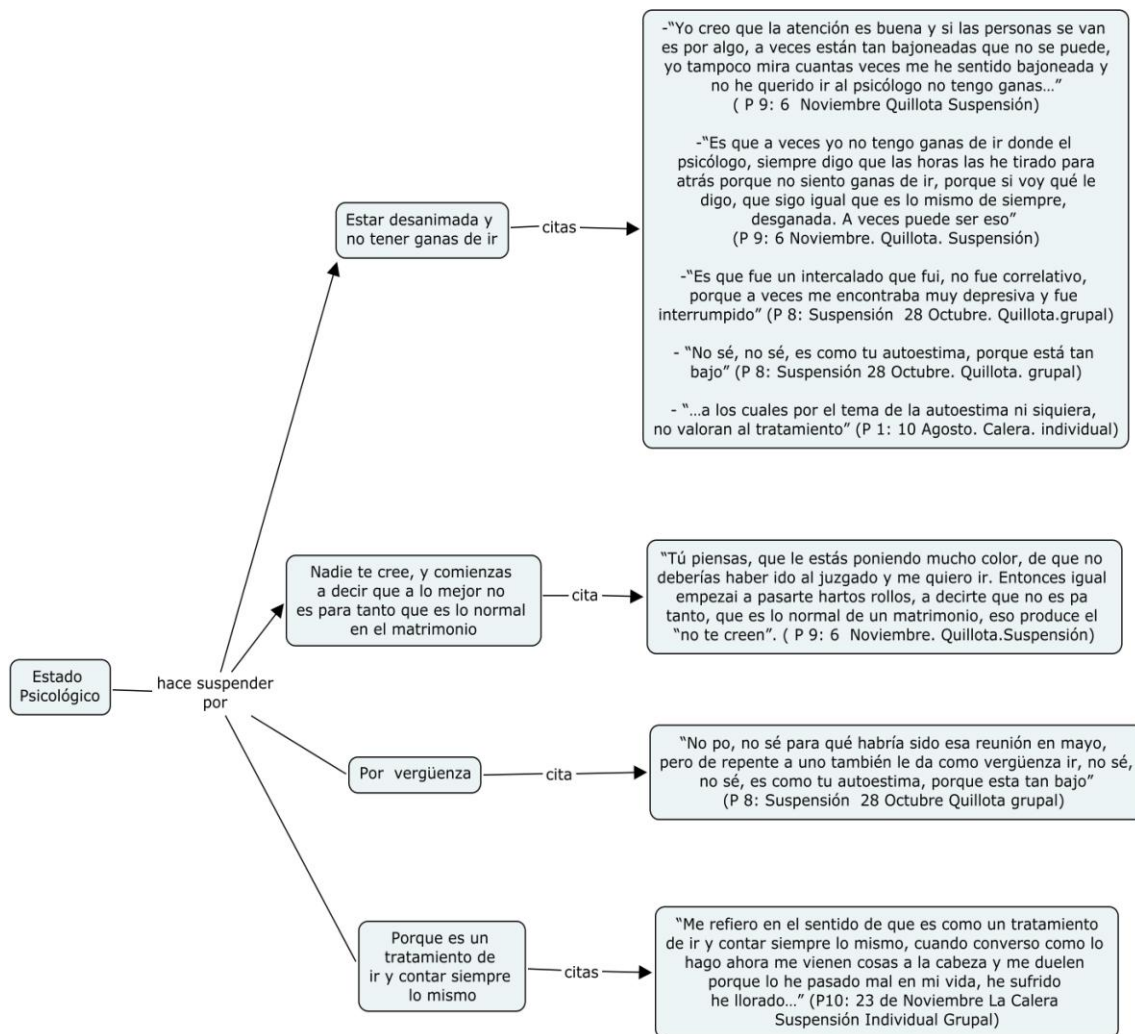 -“Yo creo que la atención es buena y si las personas se van
es por algo, a veces están tan bajoneadas que no se puede,
yo tampoco mira cuantas veces me he sentido bajoneada y
no he querido ir al psicólogo no tengo ganas…”
( P 9: 6  Noviembre Quillota Suspensión)
-“Es que a veces yo no tengo ganas de ir donde el
psicólogo, siempre digo que las horas las he tirado para
atrás porque no siento ganas de ir, porque si voy qué le
digo, que sigo igual que es lo mismo de siempre,
desganada. A veces puede ser eso”
(P 9: 6 Noviembre. Quillota. Suspensión)
-“Es que fue un intercalado que fui, no fue correlativo,
porque a veces me encontraba muy depresiva y fue
interrumpido” (P 8: Suspensión  28 Octubre. Quillota.grupal)
- “No sé, no sé, es como tu autoestima, porque está tan
bajo” (P 8: Suspensión 28 Octubre. Quillota. grupal)
- “…a los cuales por el tema de la autoestima ni siquiera,
no valoran al tratamiento” (P 1: 10 Agosto. Calera. individual)
Estar desanimada y
no tener ganas de ir
citas
Nadie te cree, y comienzas
a decir que a lo mejor no
es para tanto que es lo normal
en el matrimonio
cita
“Tú piensas, que le estás poniendo mucho color, de que no
deberías haber ido al juzgado y me quiero ir. Entonces igual
empezai a pasarte hartos rollos, a decirte que no es pa
tanto, que es lo normal de un matrimonio, eso produce el
“no te creen”. ( P 9: 6  Noviembre. Quillota.Suspensión)
Estado
Psicológico
hace suspender
por
Por  vergüenza
cita
“No po, no sé para qué habría sido esa reunión en mayo,
pero de repente a uno también le da como vergüenza ir, no sé,
no sé, es como tu autoestima, porque esta tan bajo”
(P 8: Suspensión  28 Octubre Quillota grupal)
Porque es un
tratamiento de
ir y contar siempre
lo mismo
citas
“Me refiero en el sentido de que es como un tratamiento
de ir y contar siempre lo mismo, cuando converso como lo
hago ahora me vienen cosas a la cabeza y me duelen
porque lo he pasado mal en mi vida, he sufrido
he llorado…” (P10: 23 de Noviembre La Calera
Suspensión Individual Grupal)